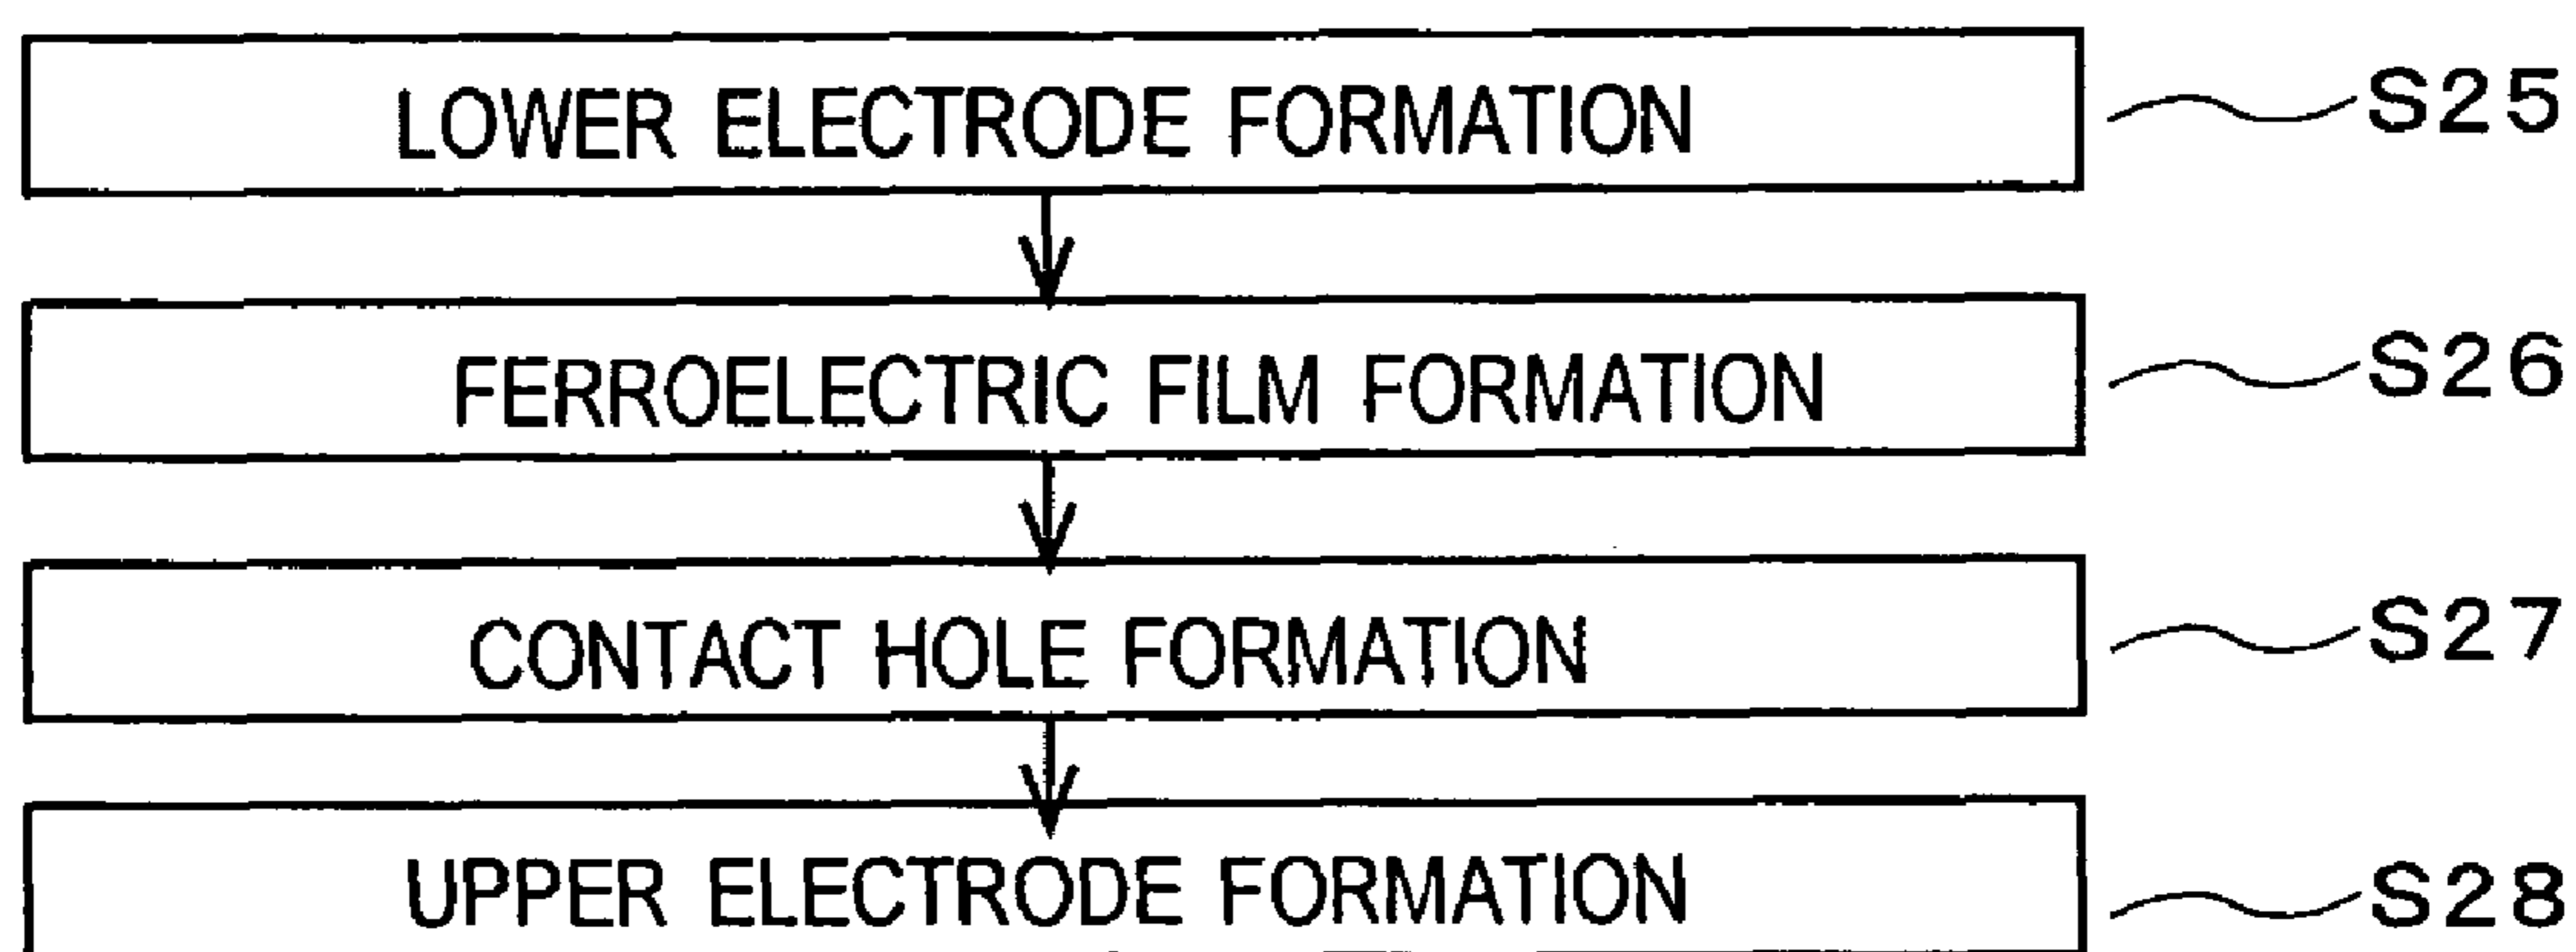 LOWER ELECTRODE FORMATION S25
FERROELECTRIC FILM FORMATION S26
CONTACT HOLE FORMATION S27
UPPER ELECTRODE FORMATION S28